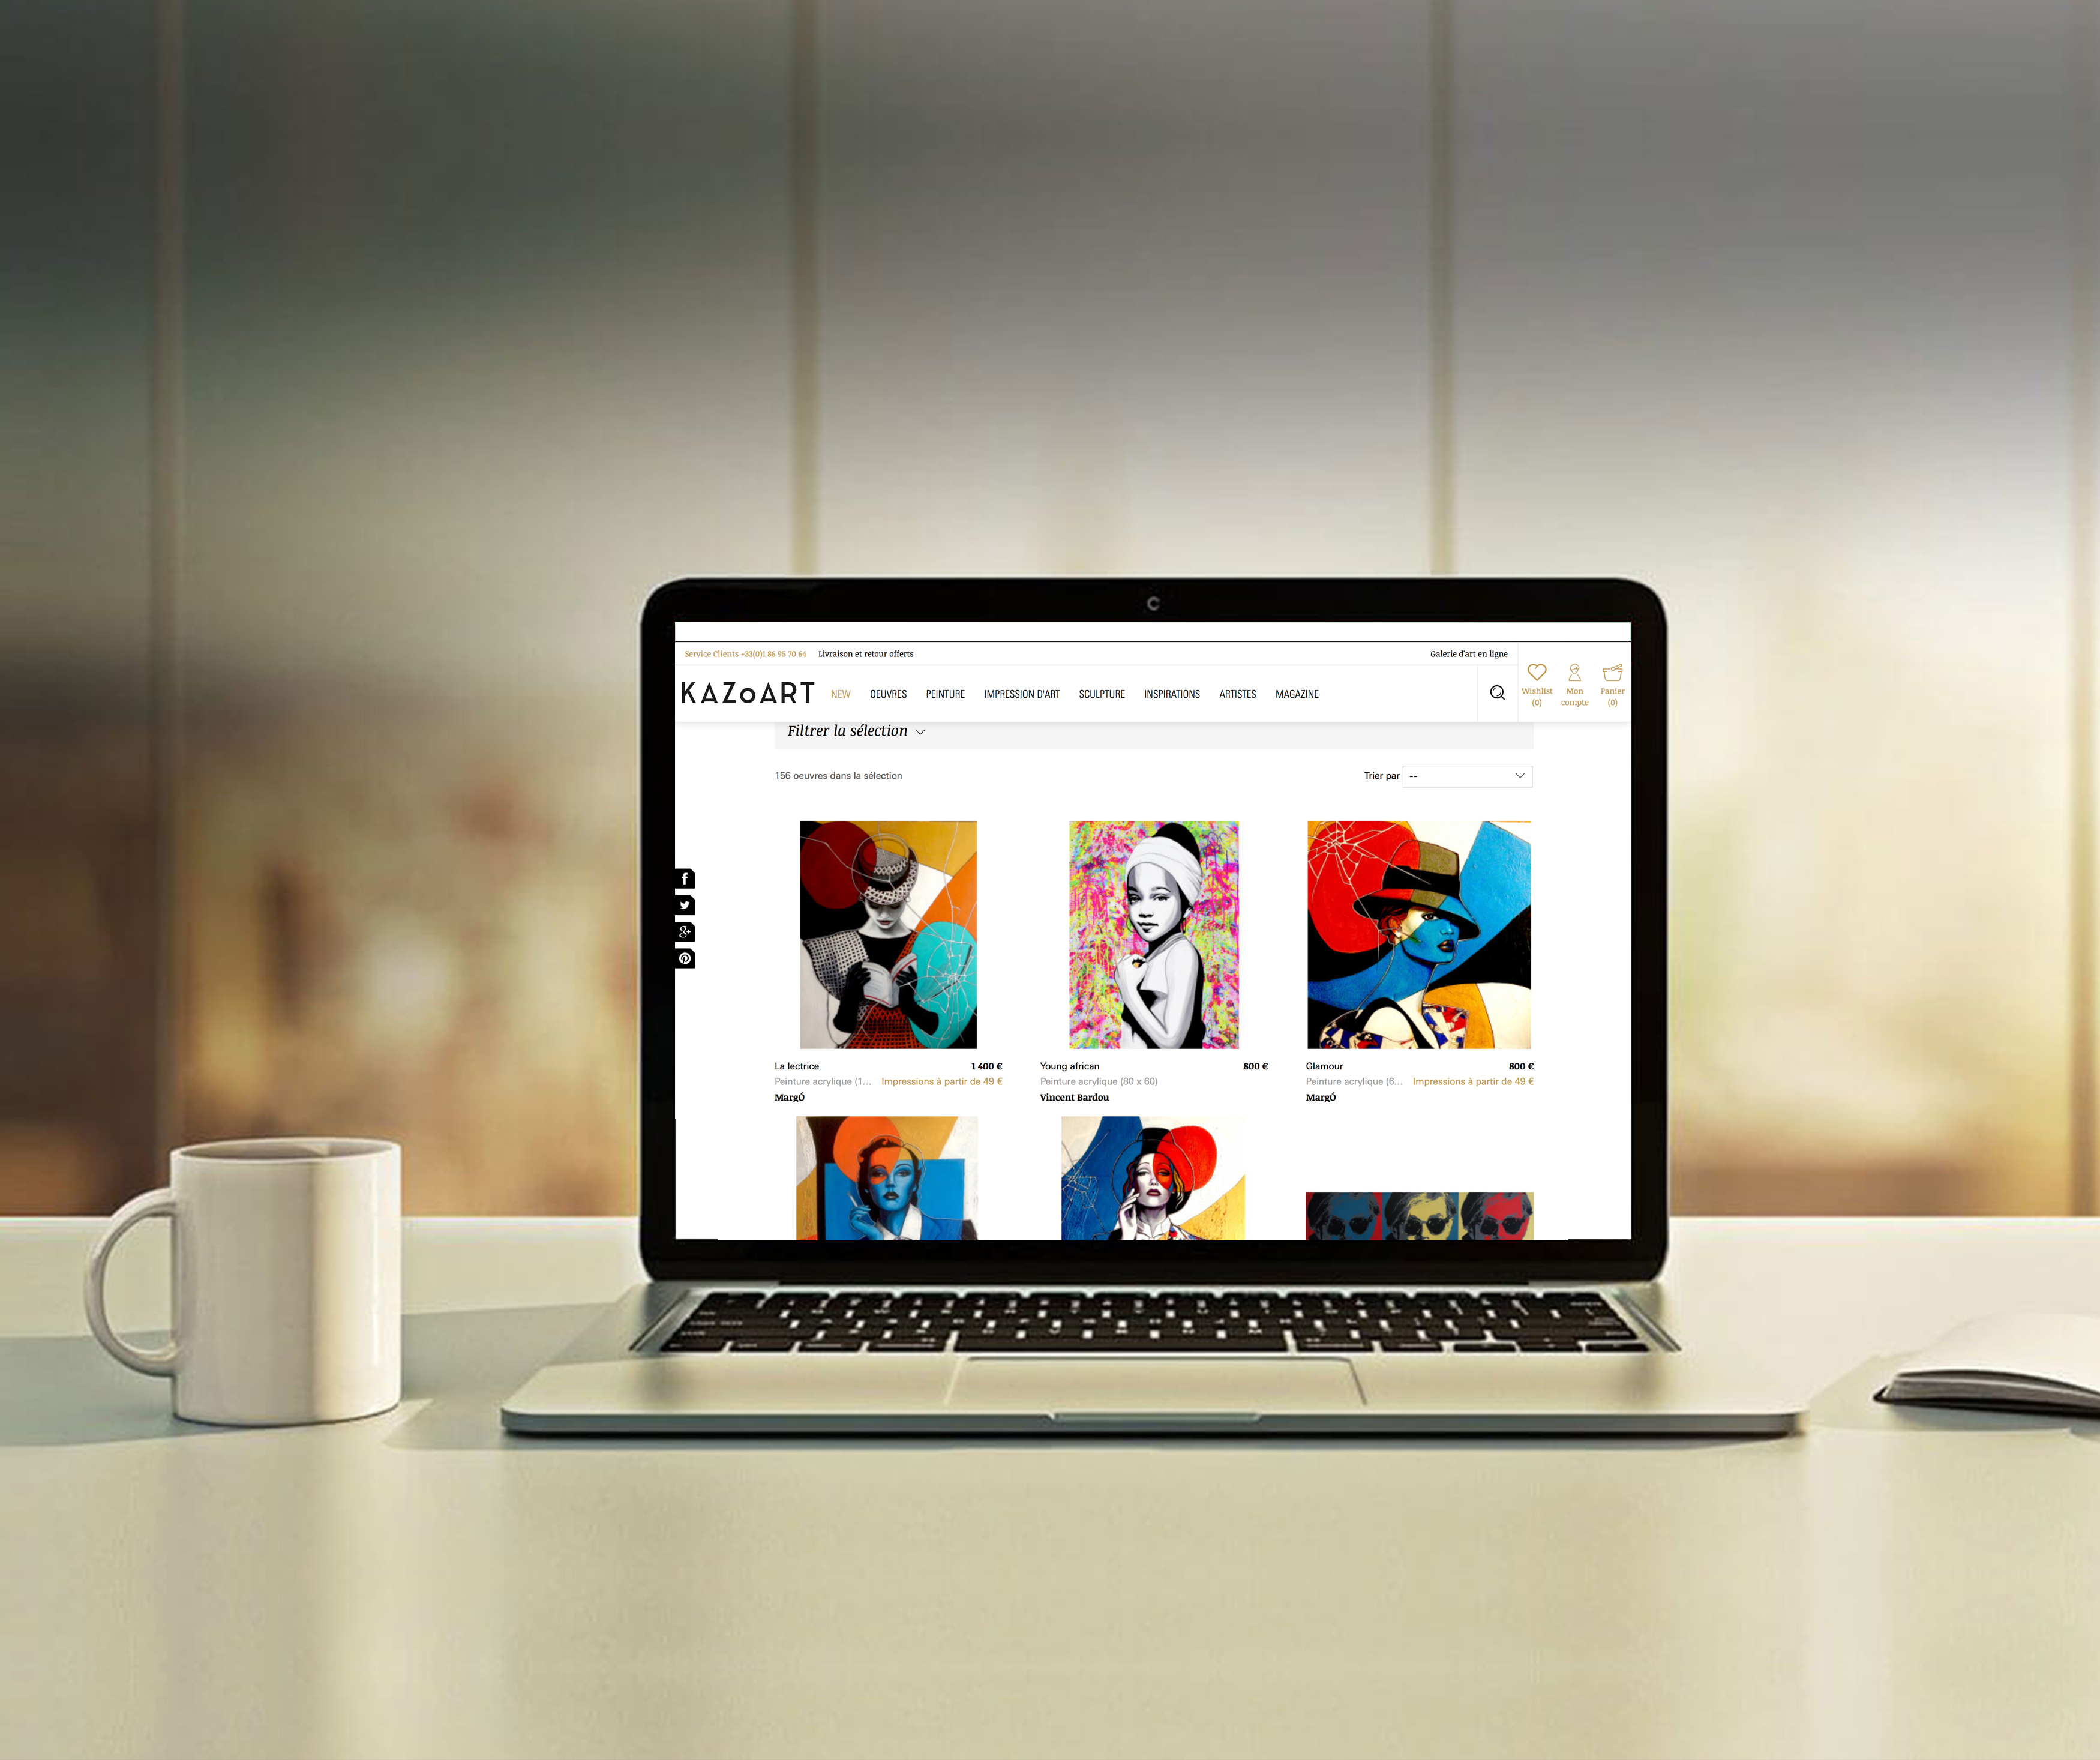 Service Clients +33(0)1 86 95 70 64 Livraison et retour offerts Galerie d'art en ligne
KAZoART NEW OEUVRES PEINTURE IMPRESSION D'ART SCULPTURE INSPIRATIONS ARTISTES MAGAZINE
Wishlist (0) Mon compte Panier (0)
Filtrer la sélection
156 oeuvres dans la sélection Trier par --
La lectrice 1 400 €
Peinture acrylique (1... Impressions à partir de 49 €
MargÓ
Young african 800 €
Peinture acrylique (80 x 60)
Vincent Bardou
Glamour 800 €
Peinture acrylique (6... Impressions à partir de 49 €
MargÓ